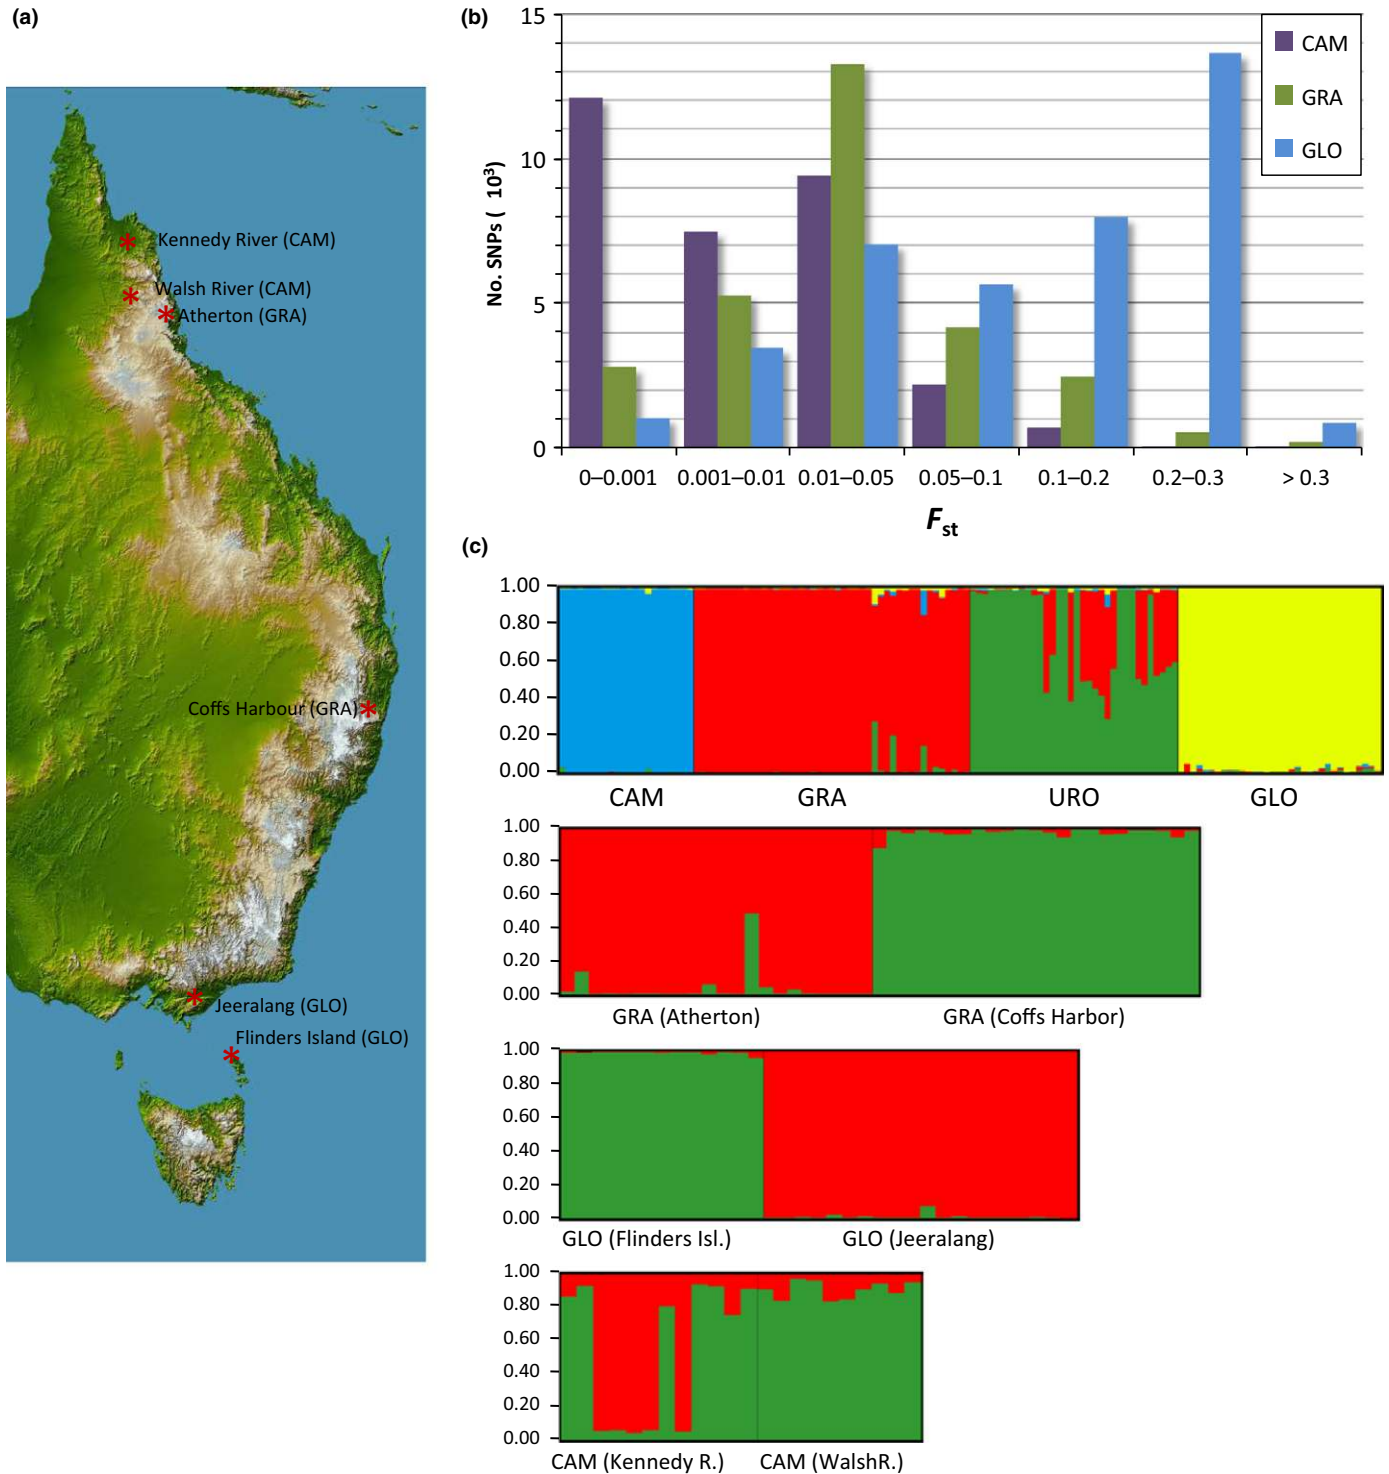 (a)
Kennedy River (CAM)
Walsh River (CAM)
Atherton (GRA)
Coffs Harbour (GRA)
Jeeralang (GLO)
Flinders Island (GLO)
(b)
15
10
5
0
No. SNPs ( 10³)
CAM
GRA
GLO
0–0.001 0.001–0.01 0.01–0.05 0.05–0.1 0.1–0.2 0.2–0.3 > 0.3
Fst
(c)
1.00
0.80
0.60
0.40
0.20
0.00
CAM GRA URO GLO
1.00
0.80
0.60
0.40
0.20
0.00
GRA (Atherton) GRA (Coffs Harbor)
1.00
0.80
0.60
0.40
0.20
0.00
GLO (Flinders Isl.) GLO (Jeeralang)
1.00
0.80
0.60
0.40
0.20
0.00
CAM (Kennedy R.) CAM (WalshR.)